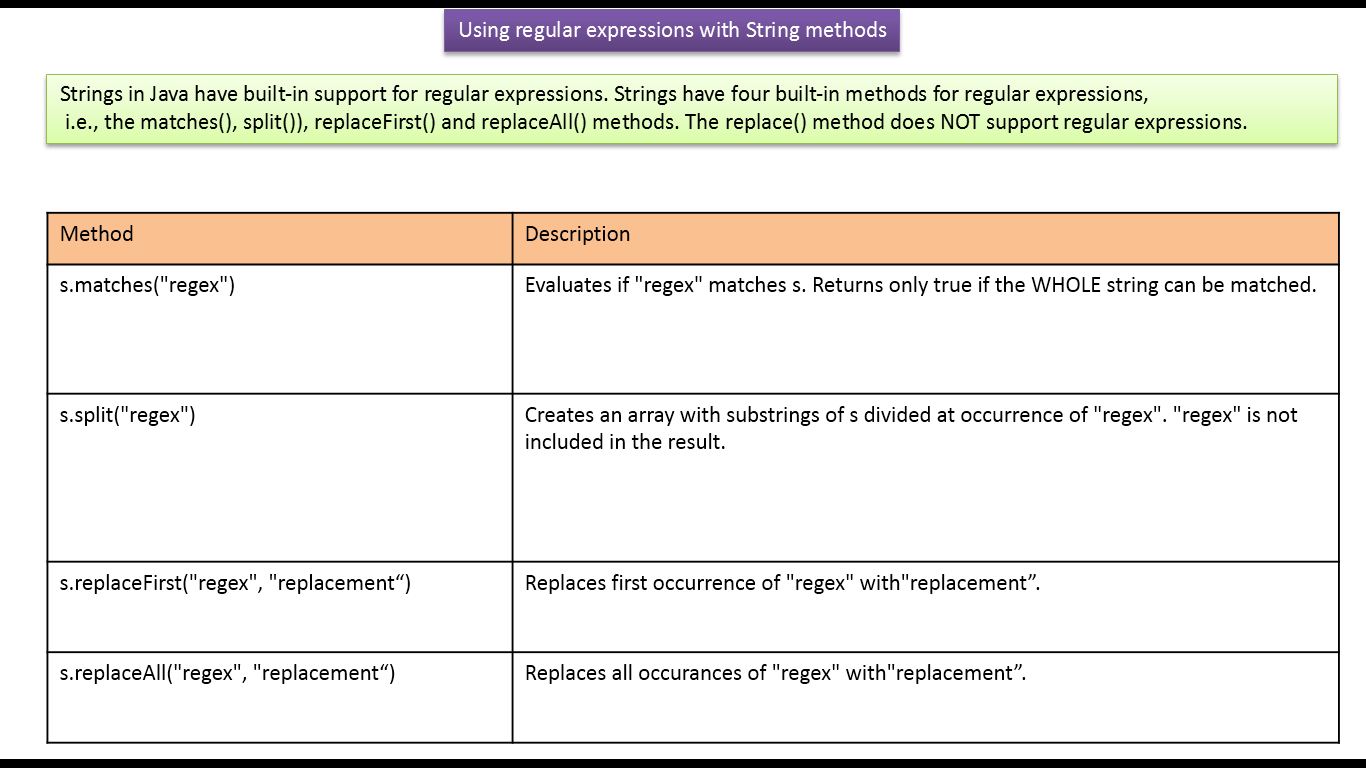 Using regular expressions with String methods
Strings in Java have built-in support for regular expressions. Strings have four built-in methods for regular expressions,
i.e., the matches(), split()), replaceFirst() and replaceAll() methods. The replace() method does NOT support regular expressions.
Method
Description
s.matches("regex")
Evaluates if "regex" matches s. Returns only true if the WHOLE string can be matched.
s.split("regex")
Creates an array with substrings of s divided at occurrence of "regex". "regex" is not
included in the result.
s.replaceFirst("regex", "replacement“)
Replaces first occurrence of "regex" with"replacement”.
s.replaceAll("regex", "replacement“)
Replaces all occurances of "regex" with"replacement”.